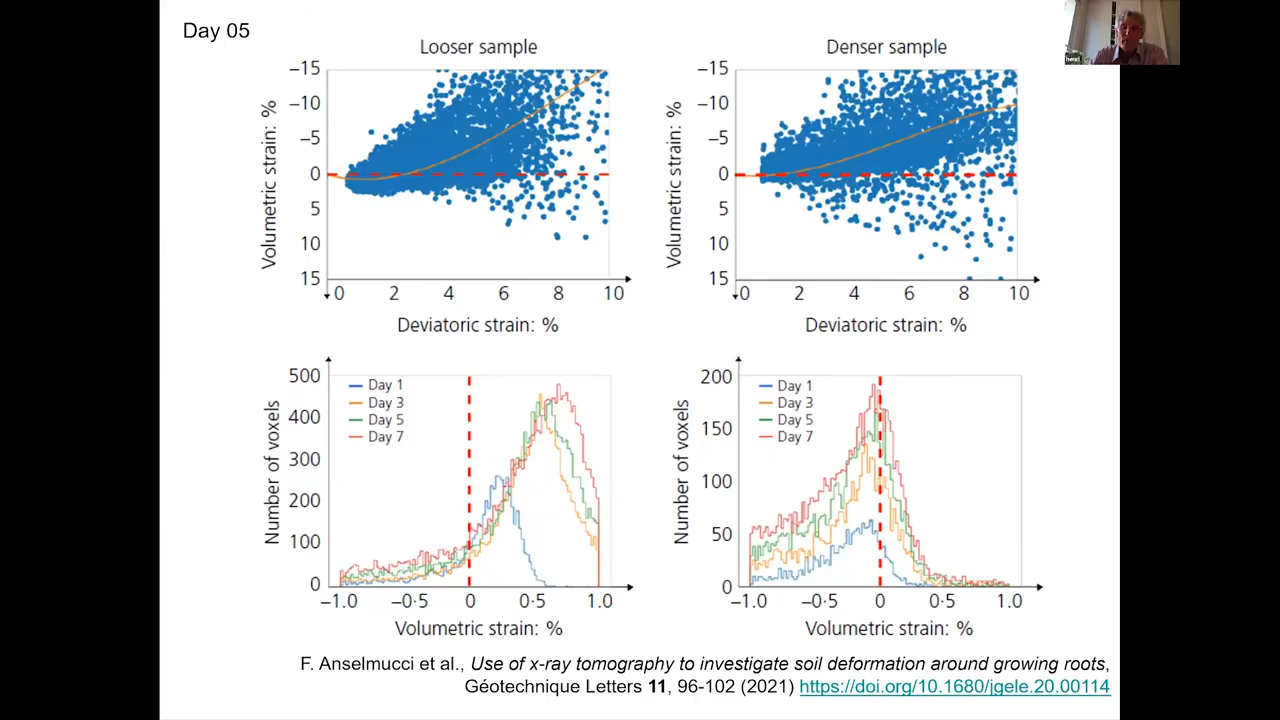 Day 05
henri
Looser sample
Denser sample
Volumetric strain: %
−15
−10
−5
0
5
10
15
0 2 4 6 8 10
Deviatoric strain: %
Volumetric strain: %
−15
−10
−5
0
5
10
15
0 2 4 6 8 10
Deviatoric strain: %
Number of voxels
500
400
300
200
100
0
Day 1
Day 3
Day 5
Day 7
−1.0 −0·5 0 0·5 1.0
Volumetric strain: %
Number of voxels
200
150
100
50
0
Day 1
Day 3
Day 5
Day 7
−1.0 −0·5 0 0·5 1.0
Volumetric strain: %
F. Anselmucci et al., Use of x-ray tomography to investigate soil deformation around growing roots,
Géotechnique Letters 11, 96-102 (2021) https://doi.org/10.1680/jgele.20.00114